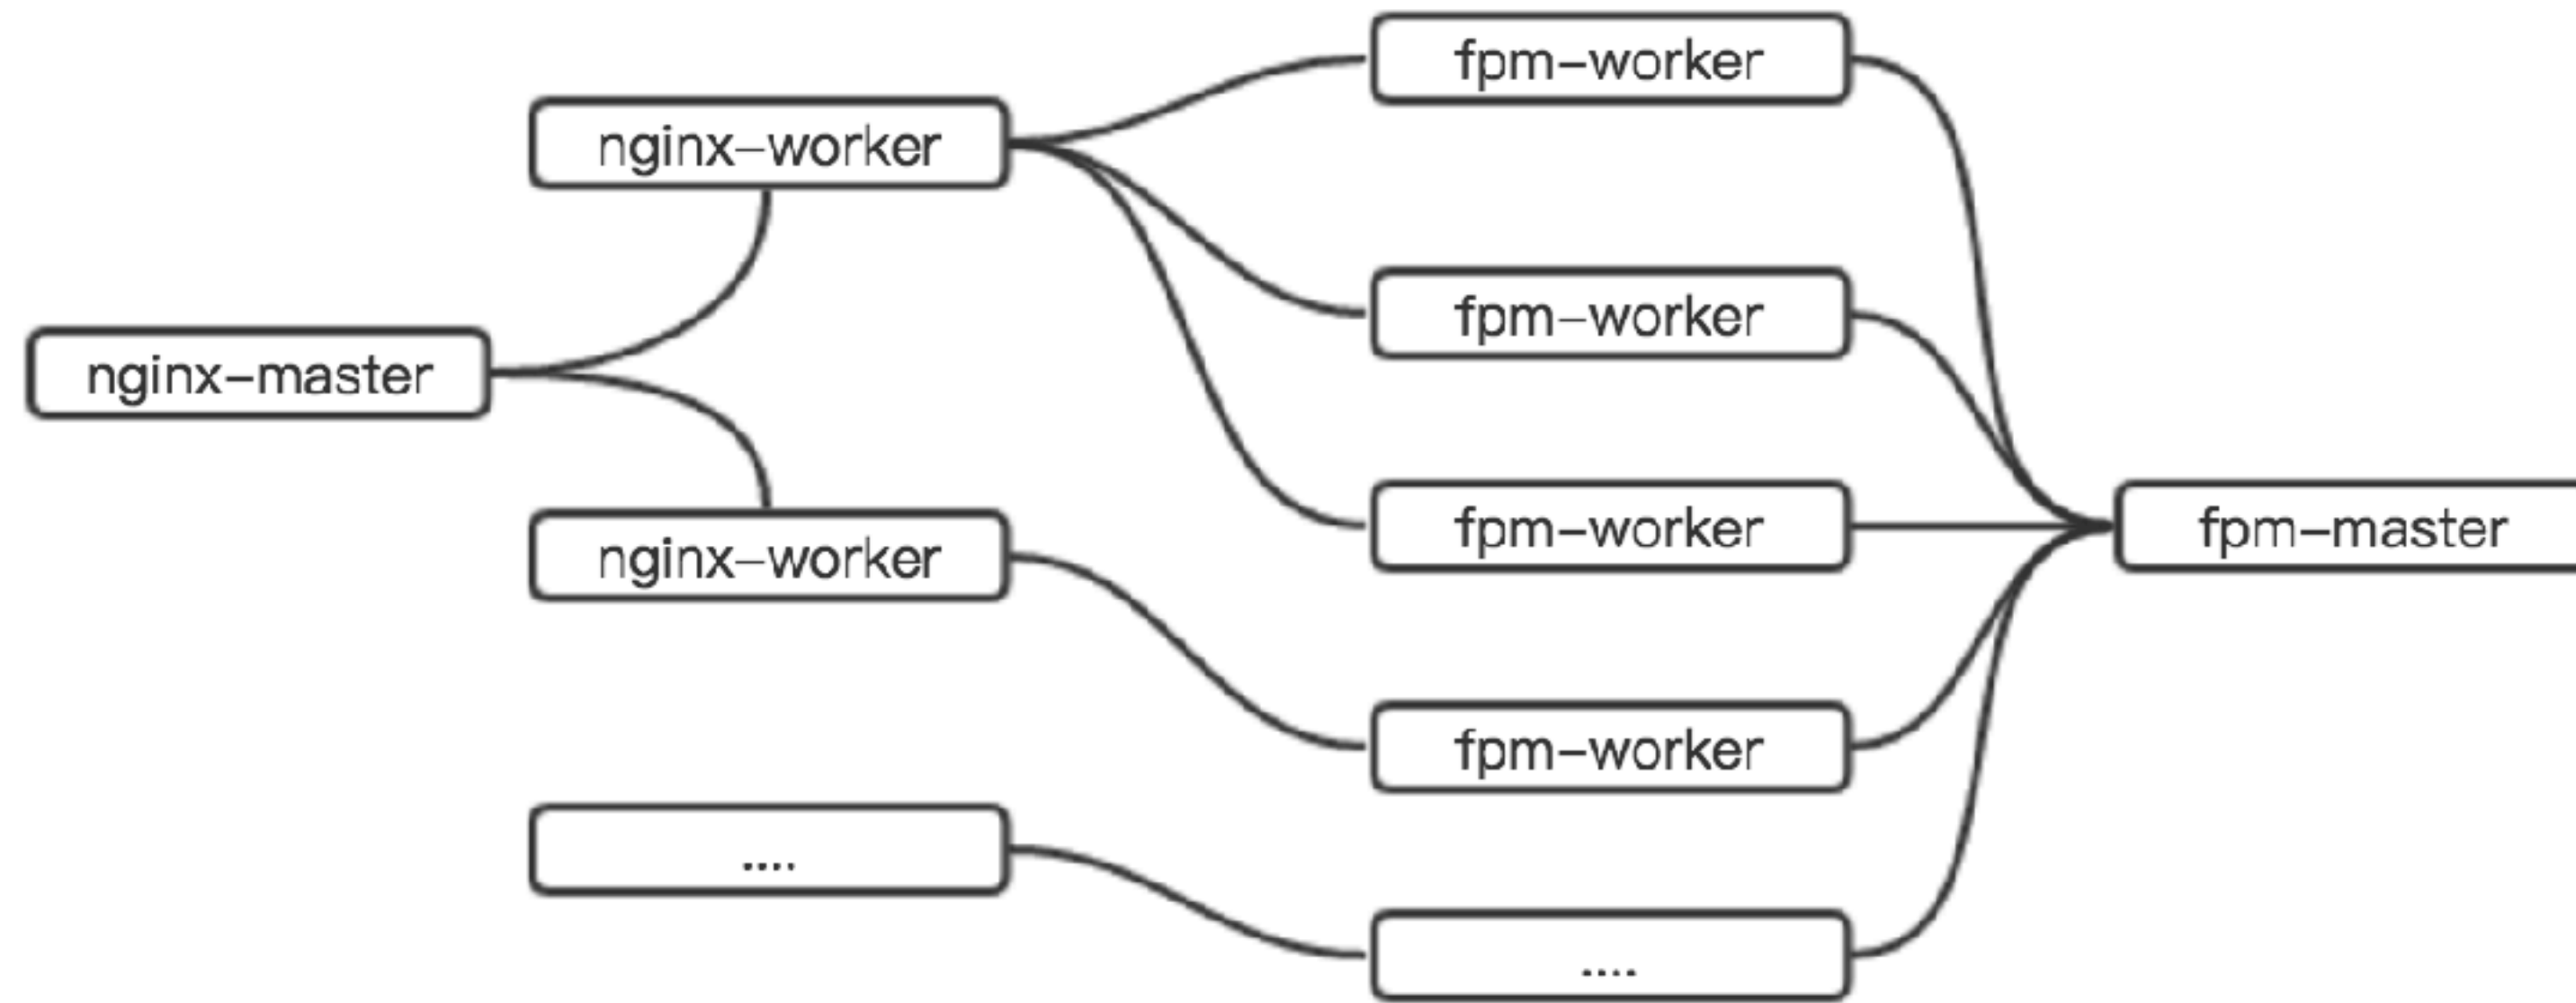 fpm–worker
nginx–worker
fpm–worker
nginx–master
fpm–worker
fpm–master
nginx–worker
fpm–worker
....
....